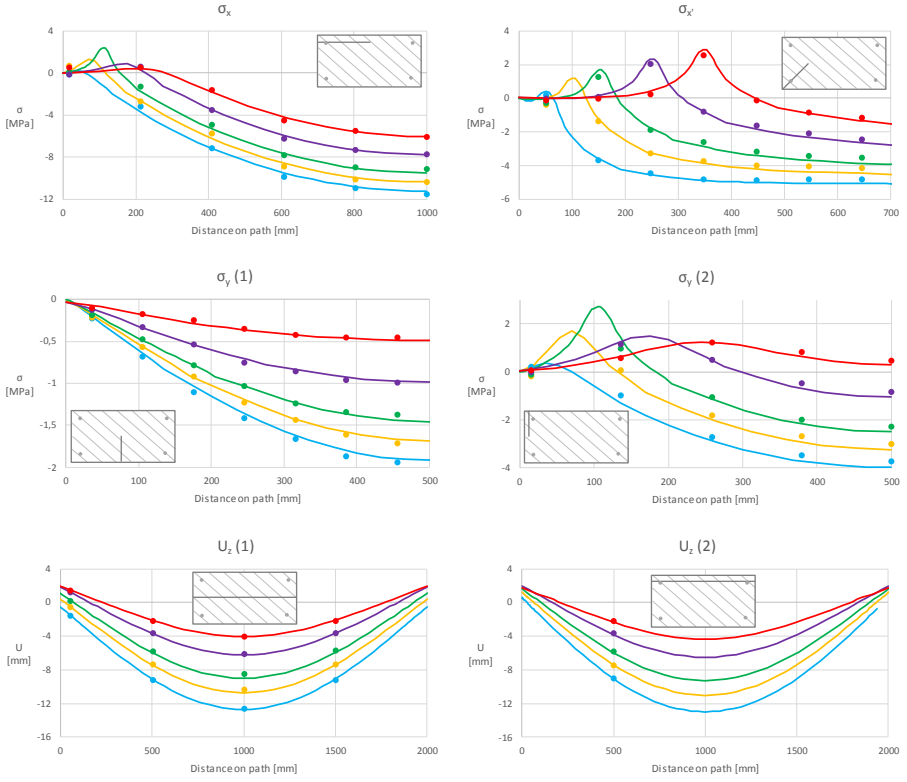 σx
4
0
-4
-8
-12
σ
[MPa]
0 200 400 600 800 1000
Distance on path [mm]
σx'
4
2
0
-2
-4
-6
σ
[MPa]
0 100 200 300 400 500 600 700
Distance on path [mm]
σy (1)
0
-0,5
-1
-1,5
-2
σ
[MPa]
0 100 200 300 400 500
Distance on path [mm]
σy (2)
2
0
-2
-4
σ
[MPa]
0 100 200 300 400 500
Distance on path [mm]
Uz (1)
4
0
-4
-8
-12
-16
U
[mm]
0 500 1000 1500 2000
Distance on path [mm]
Uz (2)
4
0
-4
-8
-12
-16
U
[mm]
0 500 1000 1500 2000
Distance on path [mm]